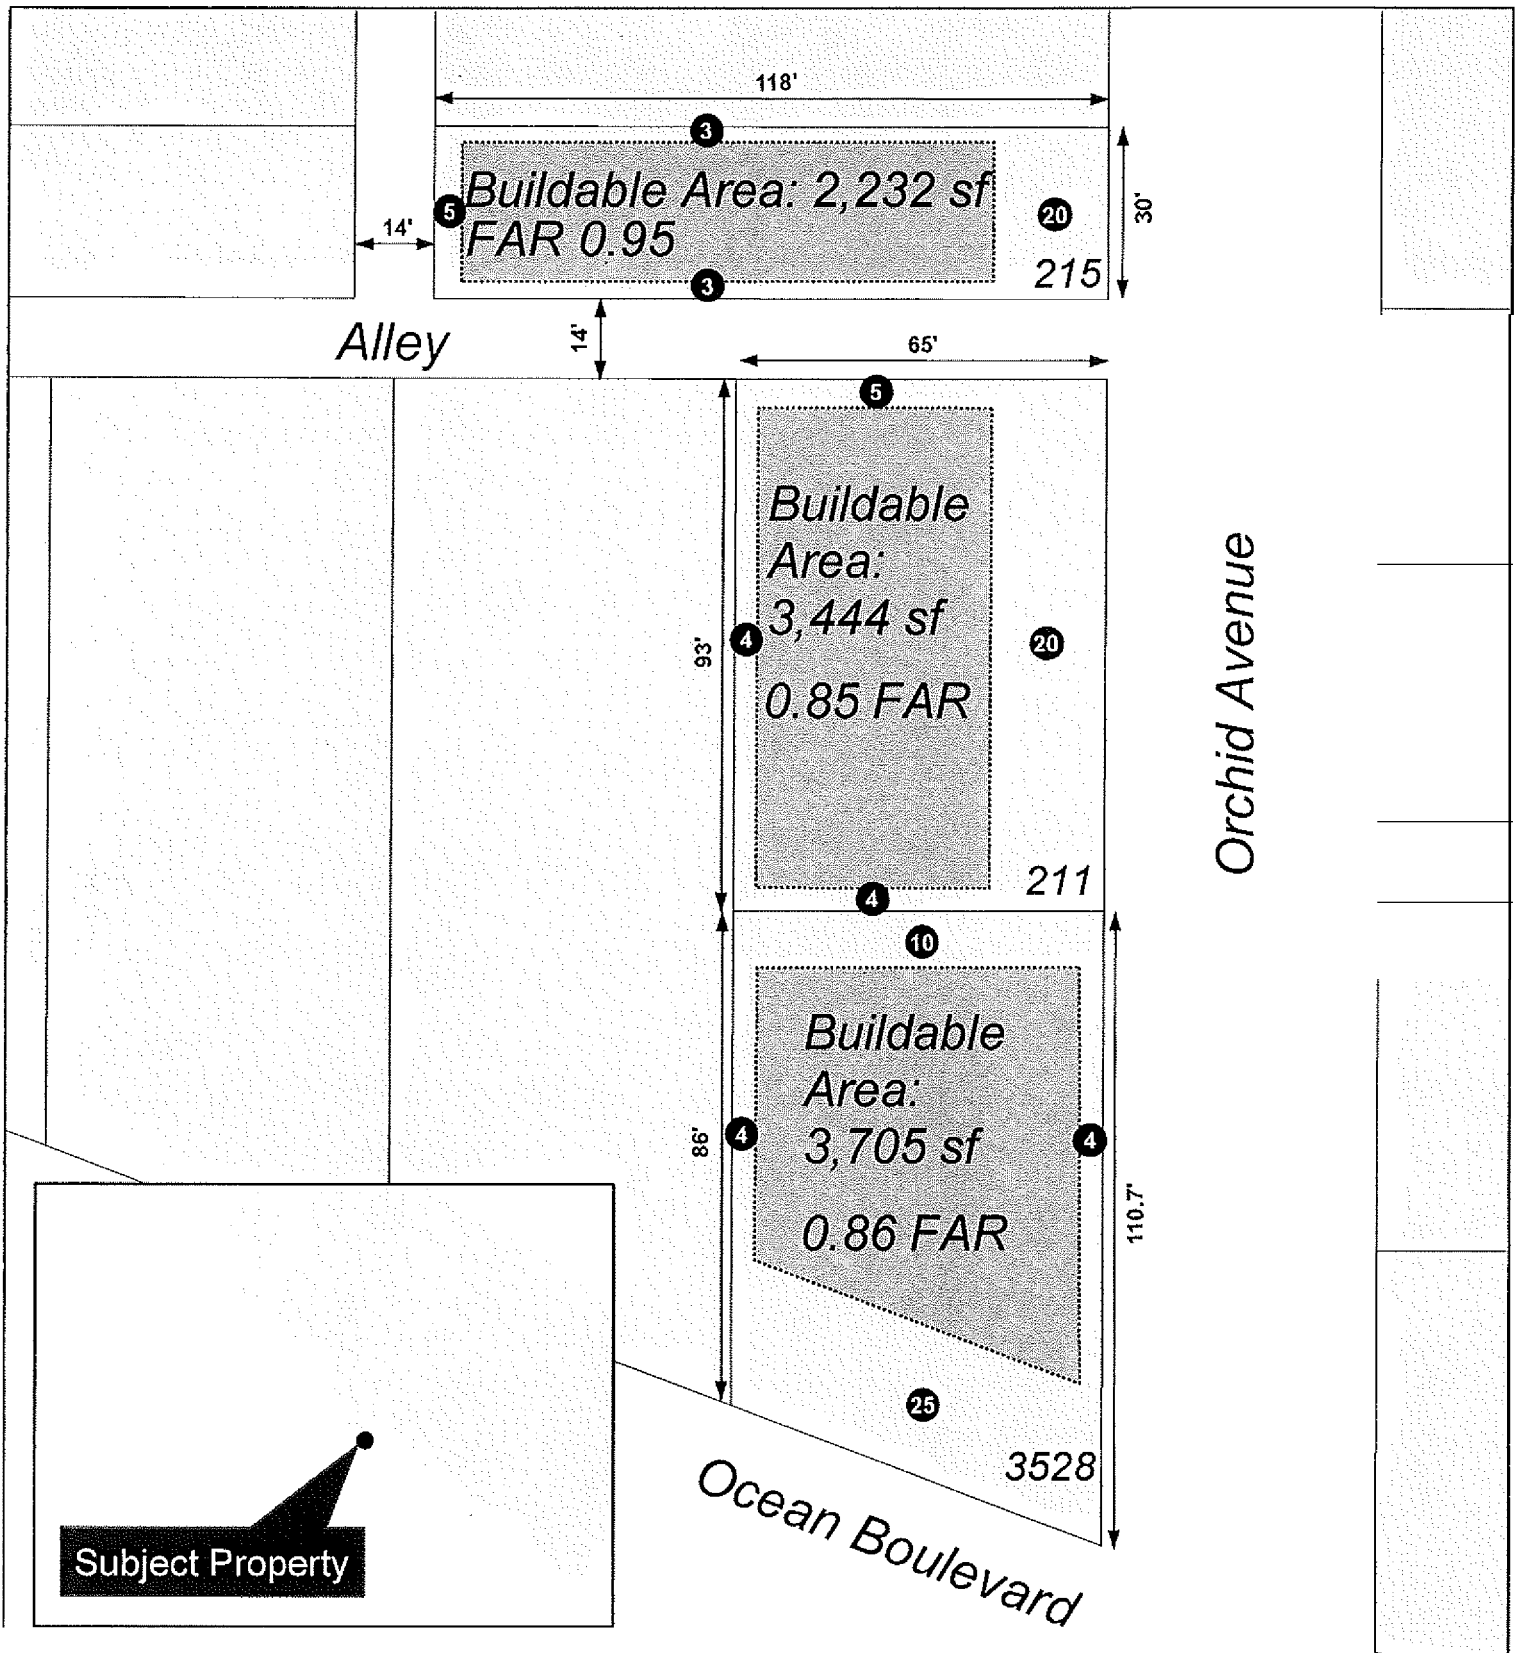 118'
3
Buildable Area: 2,232 sf
FAR 0.95
5
14'
3
20
215
30'
Alley
14'
65'
5
Buildable
Area:
3,444 sf
0.85 FAR
4
93'
20
211
4
Orchid Avenue
10
Buildable
Area:
3,705 sf
0.86 FAR
4
4
86'
110.7'
25
3528
Ocean Boulevard
Subject Property